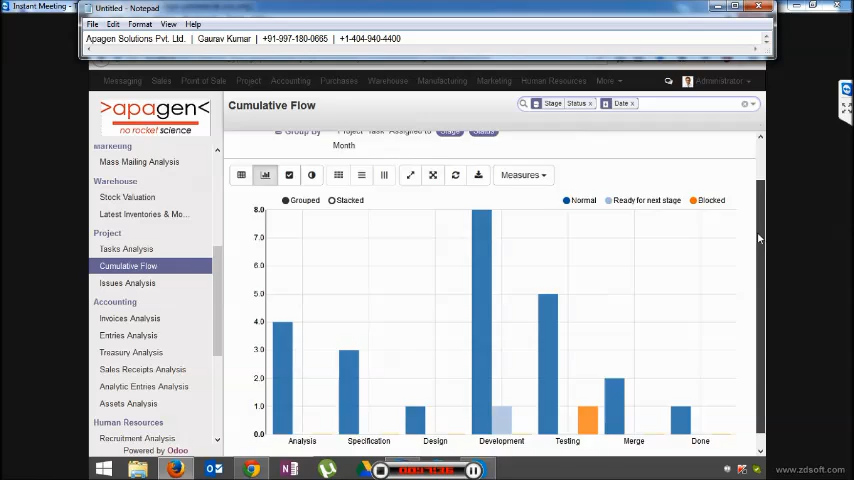 Instant Meeting - T
Untitled - Notepad
File Edit Format View Help
Apagen Solutions Pvt. Ltd. | Gaurav Kumar | +91-997-180-0665 | +1-404-940-4400
Messaging Sales Point of Sale Project Accounting Purchases Warehouse Manufacturing Marketing Human Resources More Administrator
>apagen<
no rocket science
Cumulative Flow
Stage Status x Date x
Group By Project Task Assigned to Stage Status
Month
Marketing
Mass Mailing Analysis
Warehouse
Stock Valuation
Latest Inventories & Mo...
Project
Tasks Analysis
Cumulative Flow
Issues Analysis
Accounting
Invoices Analysis
Entries Analysis
Treasury Analysis
Sales Receipts Analysis
Analytic Entries Analysis
Assets Analysis
Human Resources
Recruitment Analysis
Powered by Odoo
Measures
Grouped Stacked
Normal Ready for next stage Blocked
8.0
7.0
6.0
5.0
4.0
3.0
2.0
1.0
0.0
Analysis Specification Design Development Testing Merge Done
www.zdsoft.com